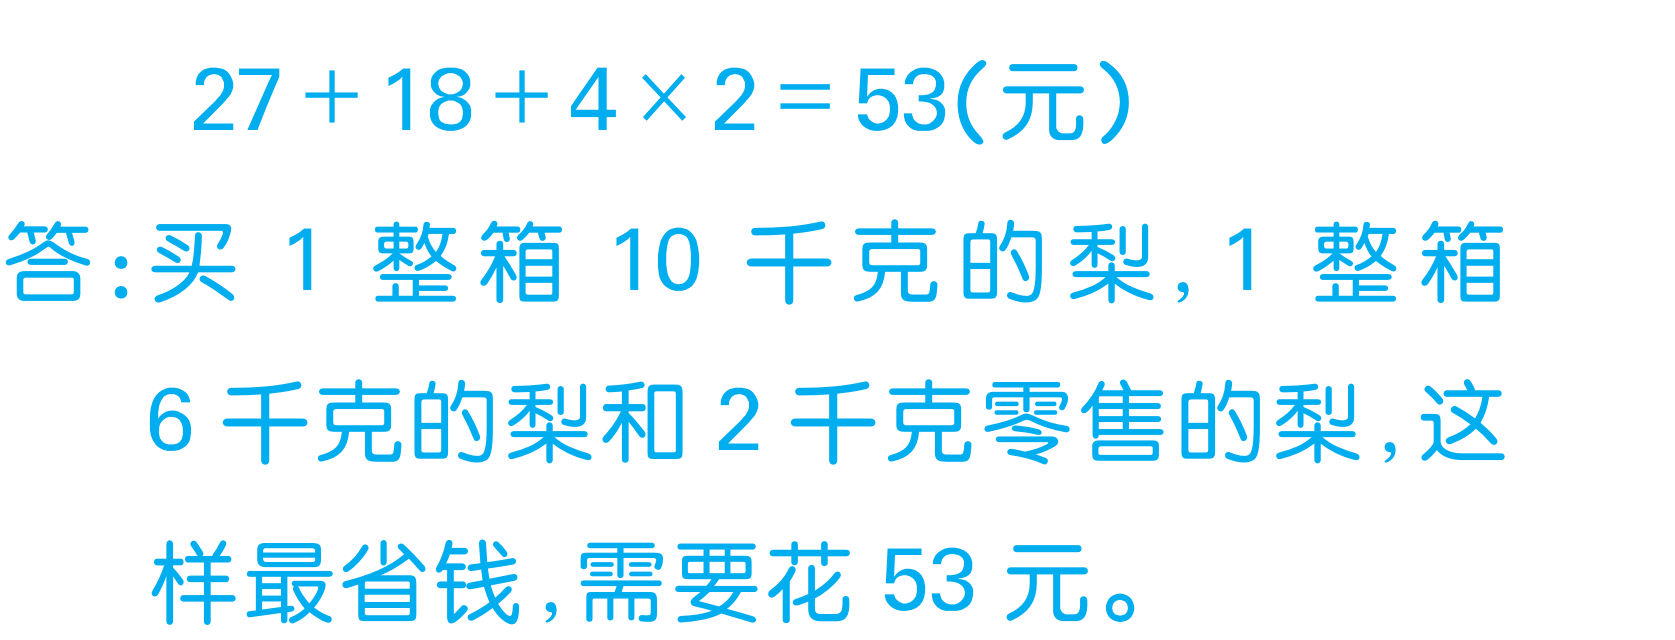 27+18+4×2=53(元)
答:买 1 整箱 10 千克的梨,1 整箱
6 千克的梨和 2 千克零售的梨,这
样最省钱,需要花 53 元。